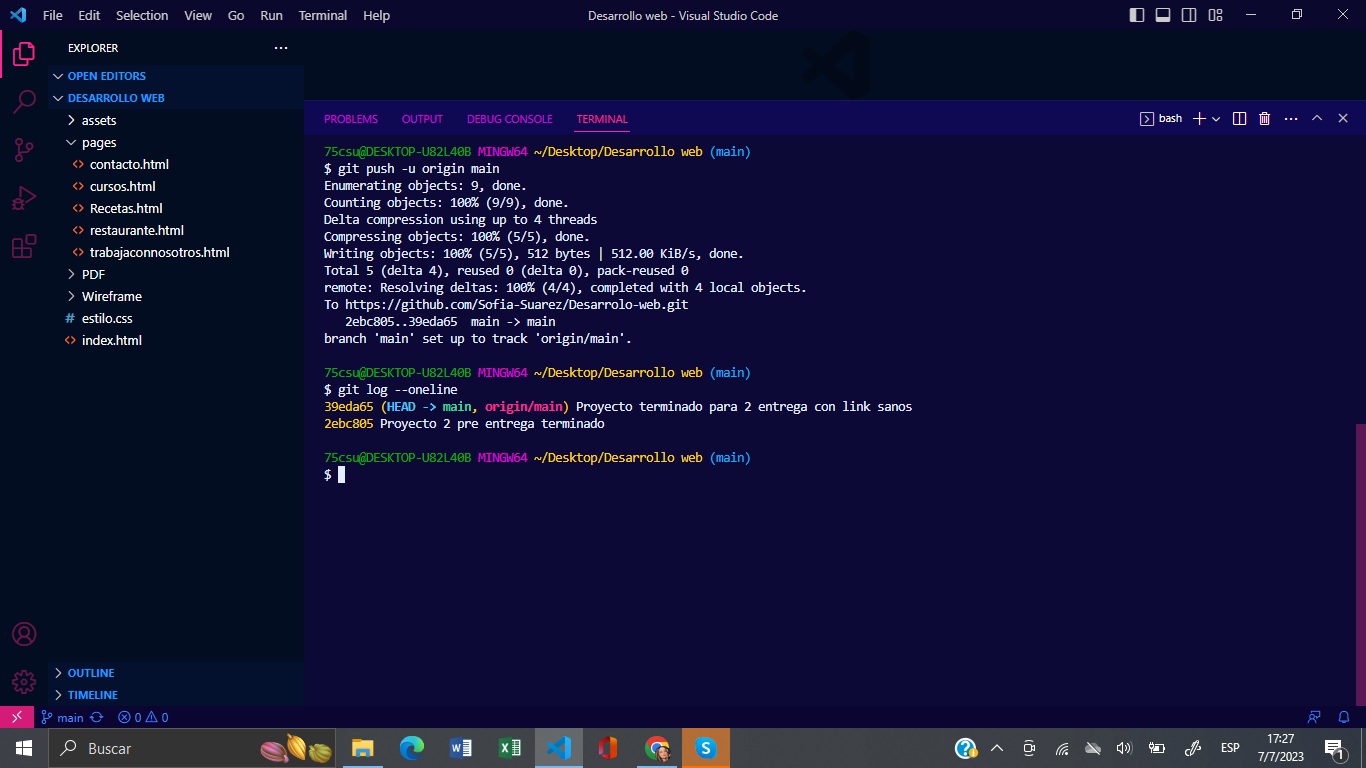 File Edit Selection View Go Run Terminal Help
Desarrollo web - Visual Studio Code
EXPLORER
OPEN EDITORS
DESARROLLO WEB
assets
pages
contacto.html
cursos.html
Recetas.html
restaurante.html
trabajaconnosotros.html
PDF
Wireframe
# estilo.css
index.html
OUTLINE
TIMELINE
PROBLEMS OUTPUT DEBUG CONSOLE TERMINAL
bash
75csu@DESKTOP-U82L40B MINGW64 ~/Desktop/Desarrollo web (main)
$ git push -u origin main
Enumerating objects: 9, done.
Counting objects: 100% (9/9), done.
Delta compression using up to 4 threads
Compressing objects: 100% (5/5), done.
Writing objects: 100% (5/5), 512 bytes | 512.00 KiB/s, done.
Total 5 (delta 4), reused 0 (delta 0), pack-reused 0
remote: Resolving deltas: 100% (4/4), completed with 4 local objects.
To https://github.com/Sofia-Suarez/Desarrolo-web.git
2ebc805..39eda65  main -> main
branch 'main' set up to track 'origin/main'.
75csu@DESKTOP-U82L40B MINGW64 ~/Desktop/Desarrollo web (main)
$ git log --oneline
39eda65 (HEAD -> main, origin/main) Proyecto terminado para 2 entrega con link sanos
2ebc805 Proyecto 2 pre entrega terminado
75csu@DESKTOP-U82L40B MINGW64 ~/Desktop/Desarrollo web (main)
$
main 0 0
Buscar
ESP
17:27
7/7/2023
1